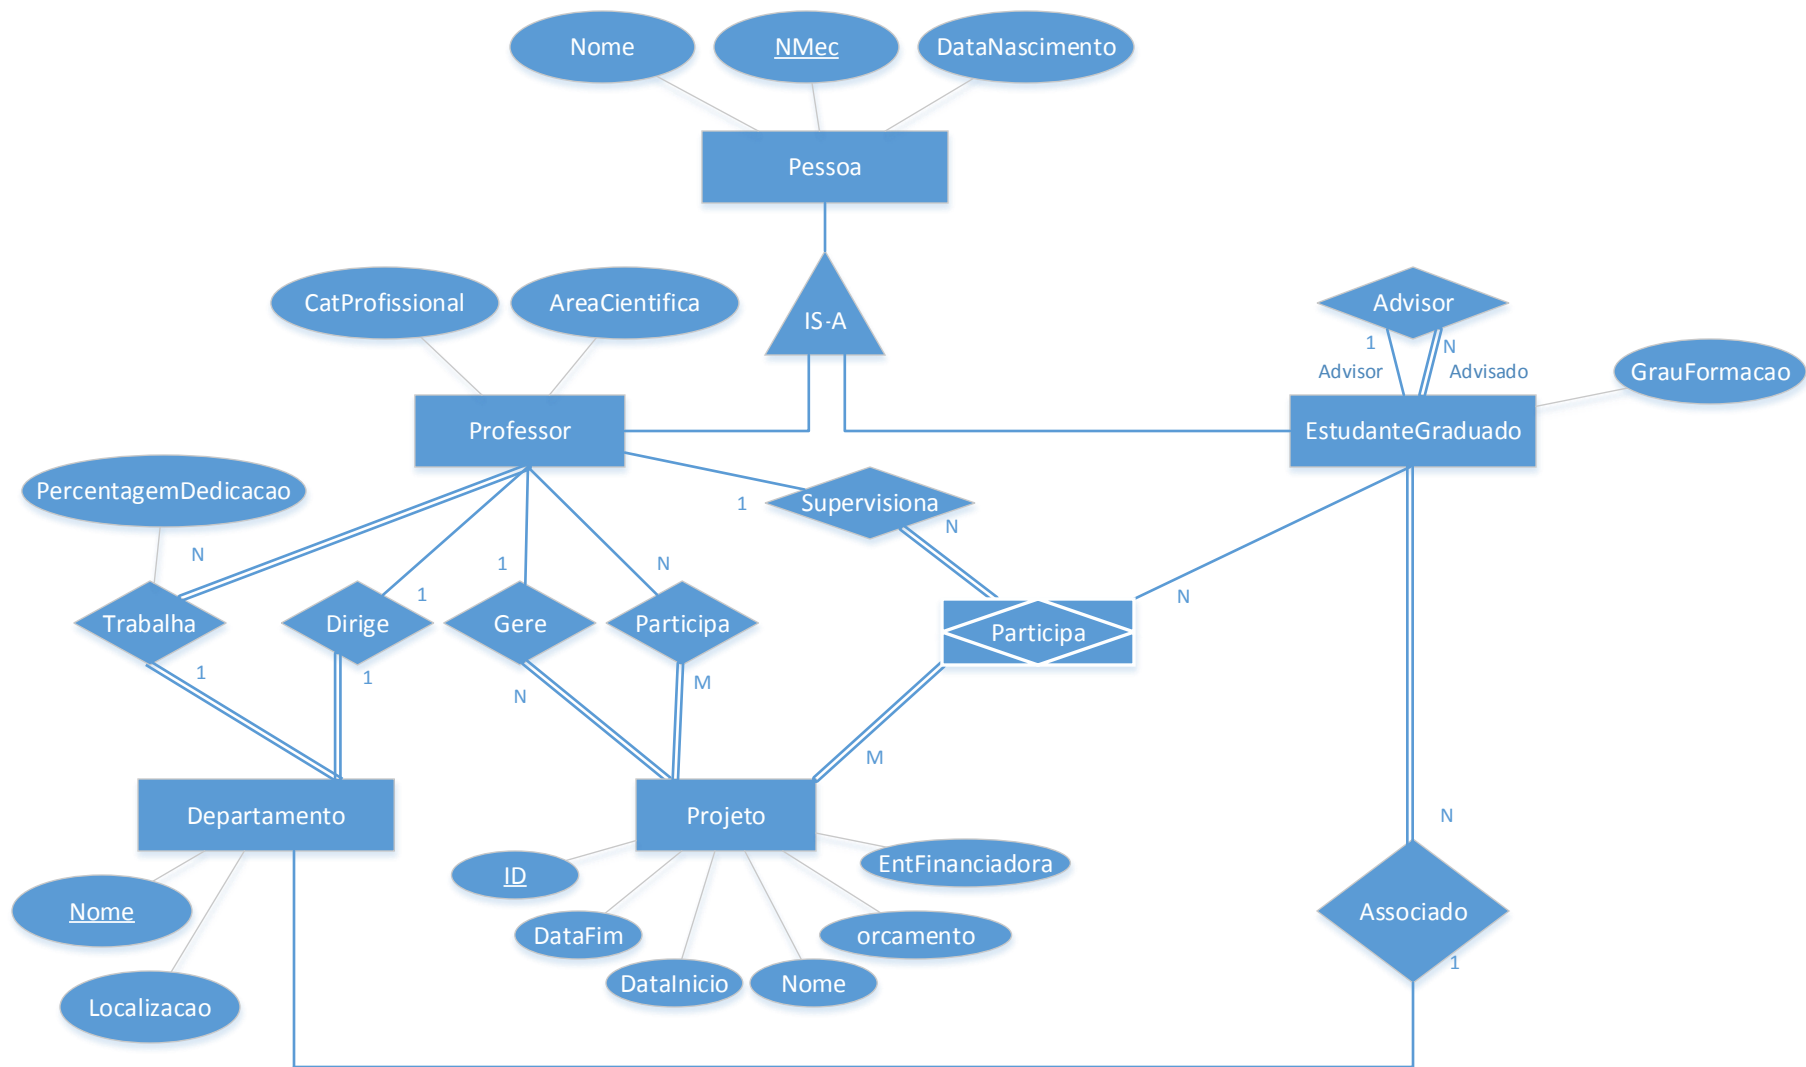 Nome
NMec
DataNascimento
Pessoa
CatProfissional
AreaCientifica
IS-A
Advisor
1
N
Advisor
Advisado
GrauFormacao
Professor
EstudanteGraduado
PercentagemDedicacao
1
Supervisiona
N
N
1
N
1
N
Trabalha
Dirige
Gere
Participa
Participa
1
1
N
M
M
Departamento
Projeto
N
ID
EntFinanciadora
Nome
DataFim
orcamento
Associado
1
Localizacao
DataInicio
Nome